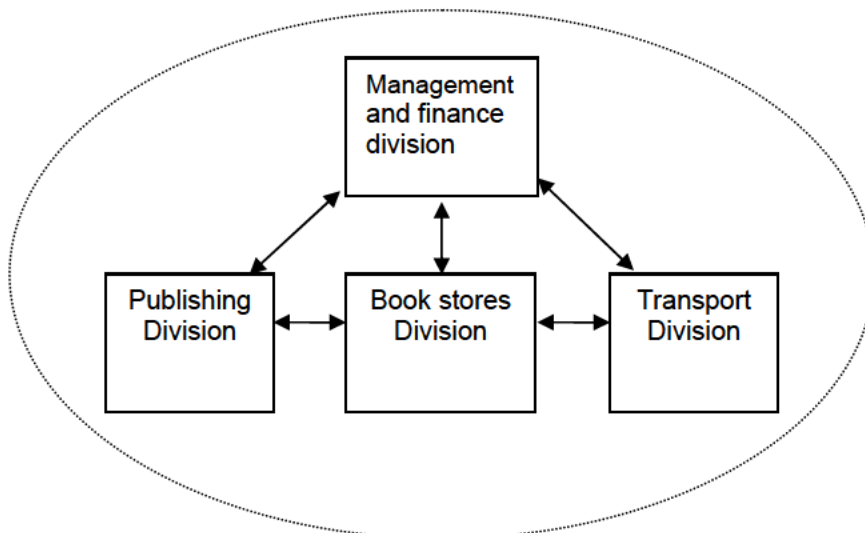 Management
and finance
division
Publishing
Division
Book stores
Division
Transport
Division